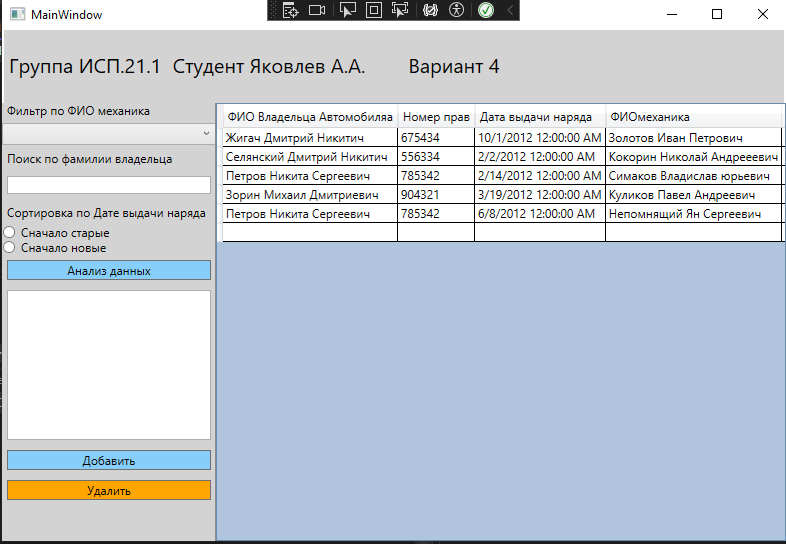 MainWindow
Группа ИСП.21.1 Студент Яковлев А.А. Вариант 4
Фильтр по ФИО механика
Поиск по фамилии владельца
Сортировка по Дате выдачи наряда
Сначало старые
Сначало новые
Анализ данных
Добавить
Удалить
ФИО Владельца Автомобиляа Номер прав Дата выдачи наряда ФИОмеханика
Жигач Дмитрий Никитич 675434 10/1/2012 12:00:00 AM Золотов Иван Петрович
Селянский Дмитрий Никитич 556334 2/2/2012 12:00:00 AM Кокорин Николай Андрееевич
Петров Никита Сергеевич 785342 2/14/2012 12:00:00 AM Симаков Владислав юрьевич
Зорин Михаил Дмитриевич 904321 3/19/2012 12:00:00 AM Куликов Павел Андреевич
Петров Никита Сергеевич 785342 6/8/2012 12:00:00 AM Непомнящий Ян Сергеевич